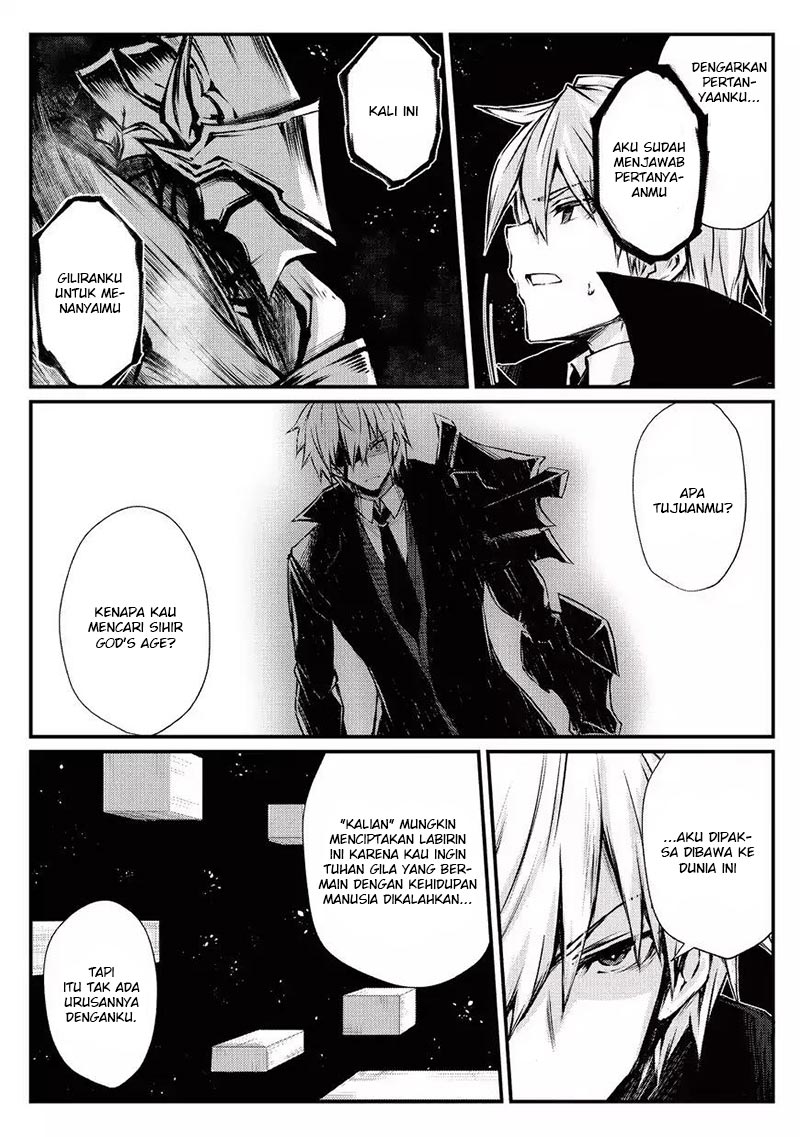 DENGARKAN
PERTAN-
YAANKU...
AKU SUDAH
MENJAWAB
PERTANYA-
ANMU
KALI INI
GILIRANKU
UNTUK ME-
NANYAIMU
APA
TUJUANMU?
KENAPA KAU
MENCARI SIHIR
GOD'S AGE?
...AKU DIPAK-
SA DIBAWA KE
DUNIA INI
"KALIAN" MUNGKIN
MENCIPTAKAN LABIRIN
INI KARENA KAU INGIN
TUHAN GILA YANG BER-
MAIN DENGAN KEHIDUPAN
MANUSIA DIKALAHKAN...
TAPI
ITU TAK ADA
URUSANNYA
DENGANKU.